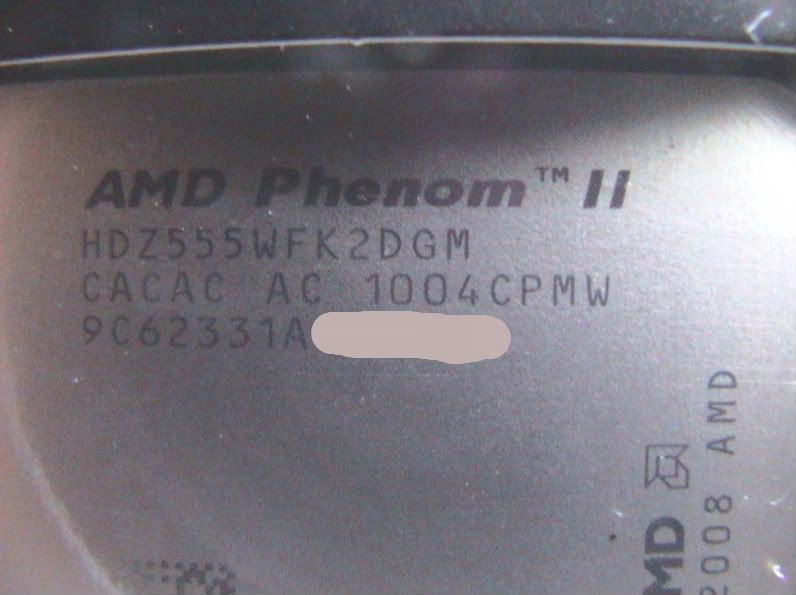 AMD Phenom™ II
HDZ555WFK2DGM
CACAC AC 1004CPMW
9C62331A
2008 AMD